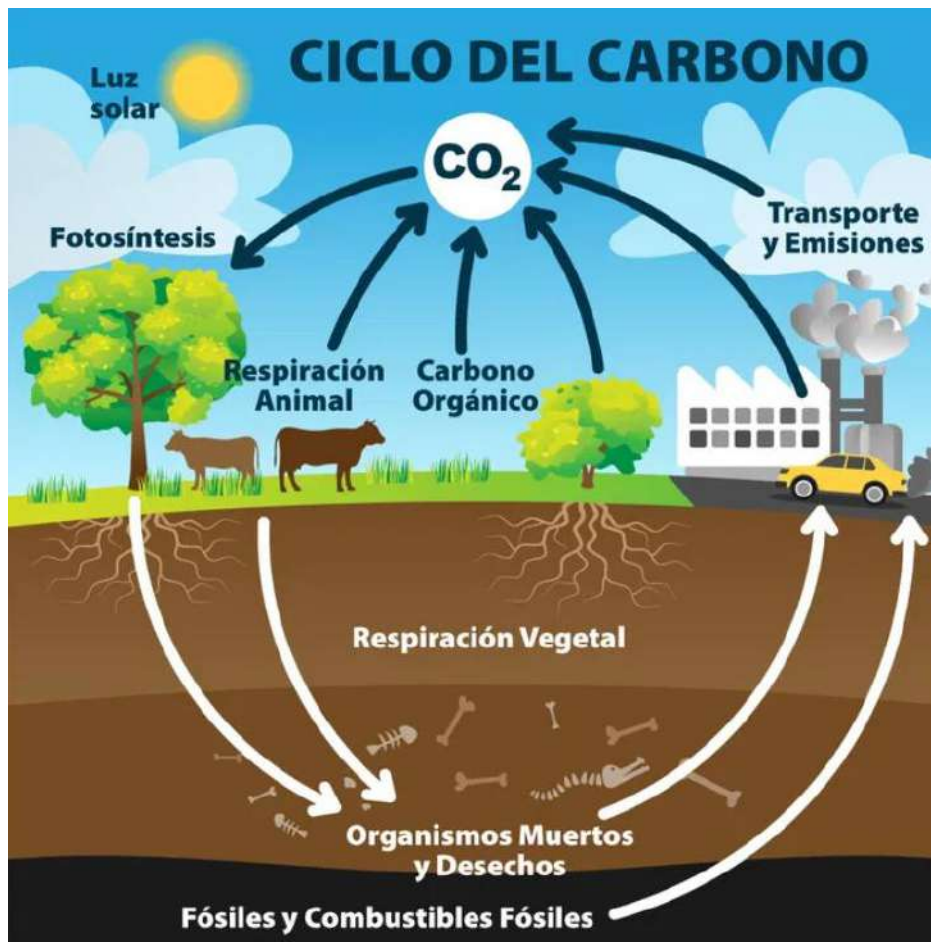 CICLO DEL CARBONO
Luz
solar
CO₂
Fotosíntesis
Transporte
y Emisiones
Respiración
Animal
Carbono
Orgánico
Respiración Vegetal
Organismos Muertos
y Desechos
Fósiles y Combustibles Fósiles